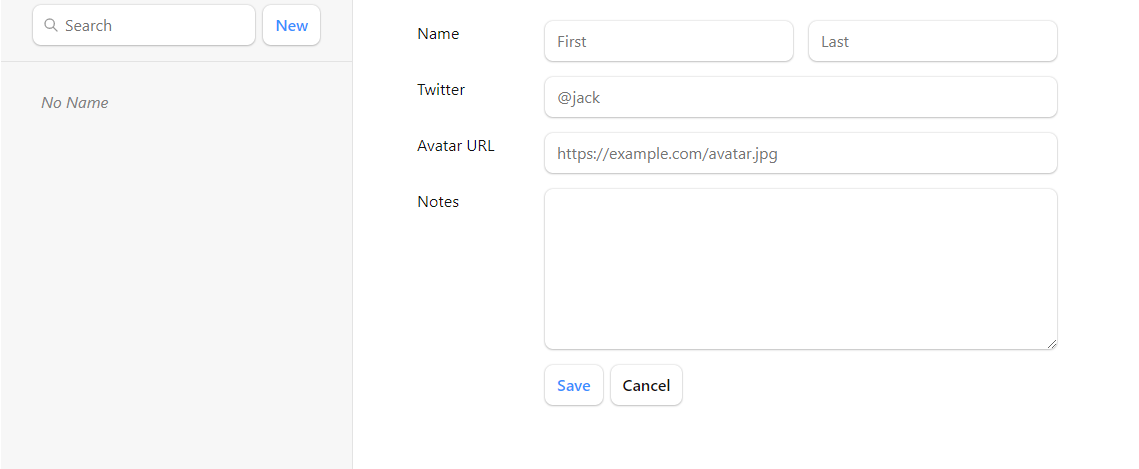 Search
New
No Name
Name
First
Last
Twitter
@jack
Avatar URL
https://example.com/avatar.jpg
Notes
Save
Cancel